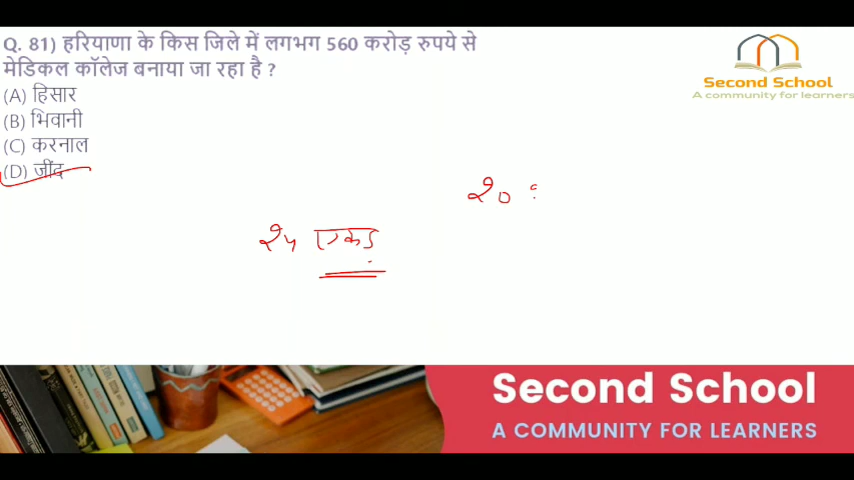 Q. 81) हरियाणा के किस जिले में लगभग 560 करोड़ रुपये से
मेडिकल कॉलेज बनाया जा रहा है ?
(A) हिसार
(B) भिवानी
(C) करनाल
(D) जींद
Second School
A community for learners
२०
२५ एकड़
Second School
A COMMUNITY FOR LEARNERS